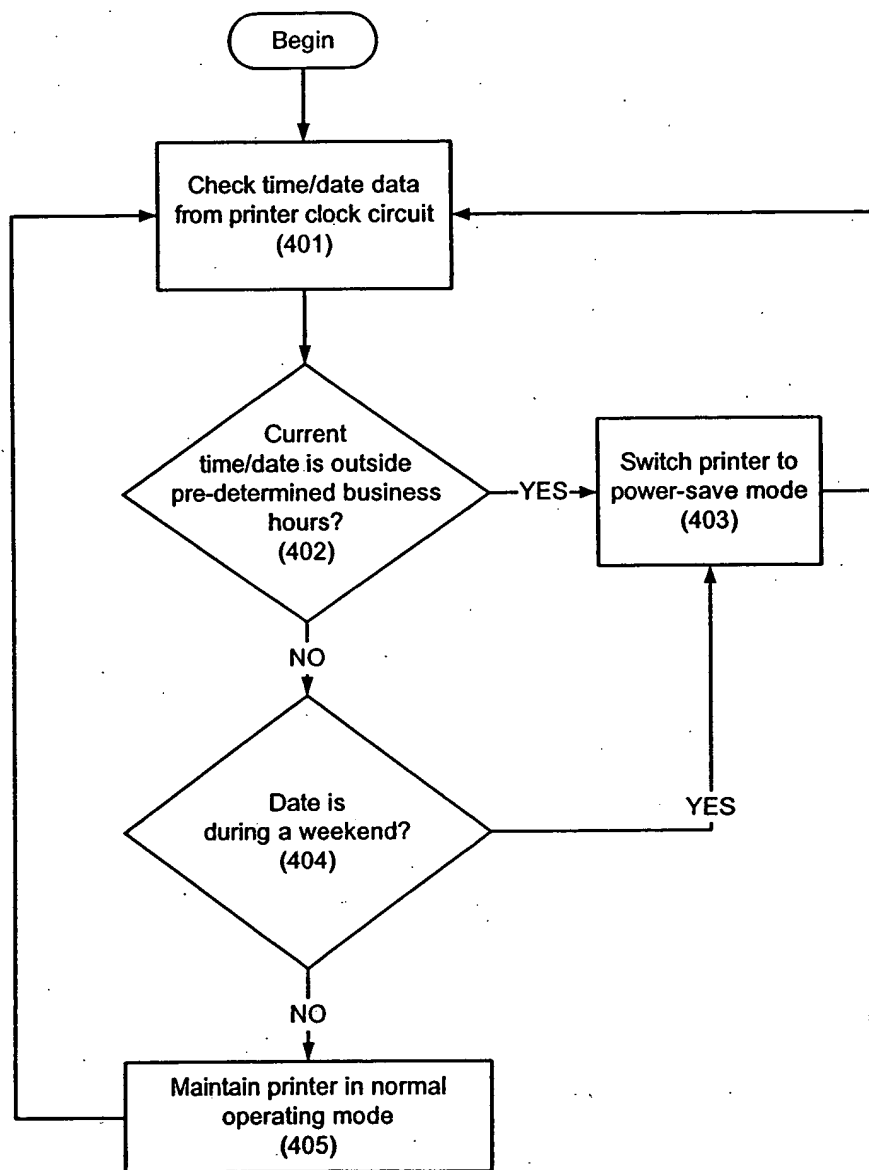 Begin
Check time/date data
from printer clock circuit
(401)
Current
time/date is outside
pre-determined business
hours?
(402)
YES
Switch printer to
power-save mode
(403)
NO
Date is
during a weekend?
(404)
YES
NO
Maintain printer in normal
operating mode
(405)